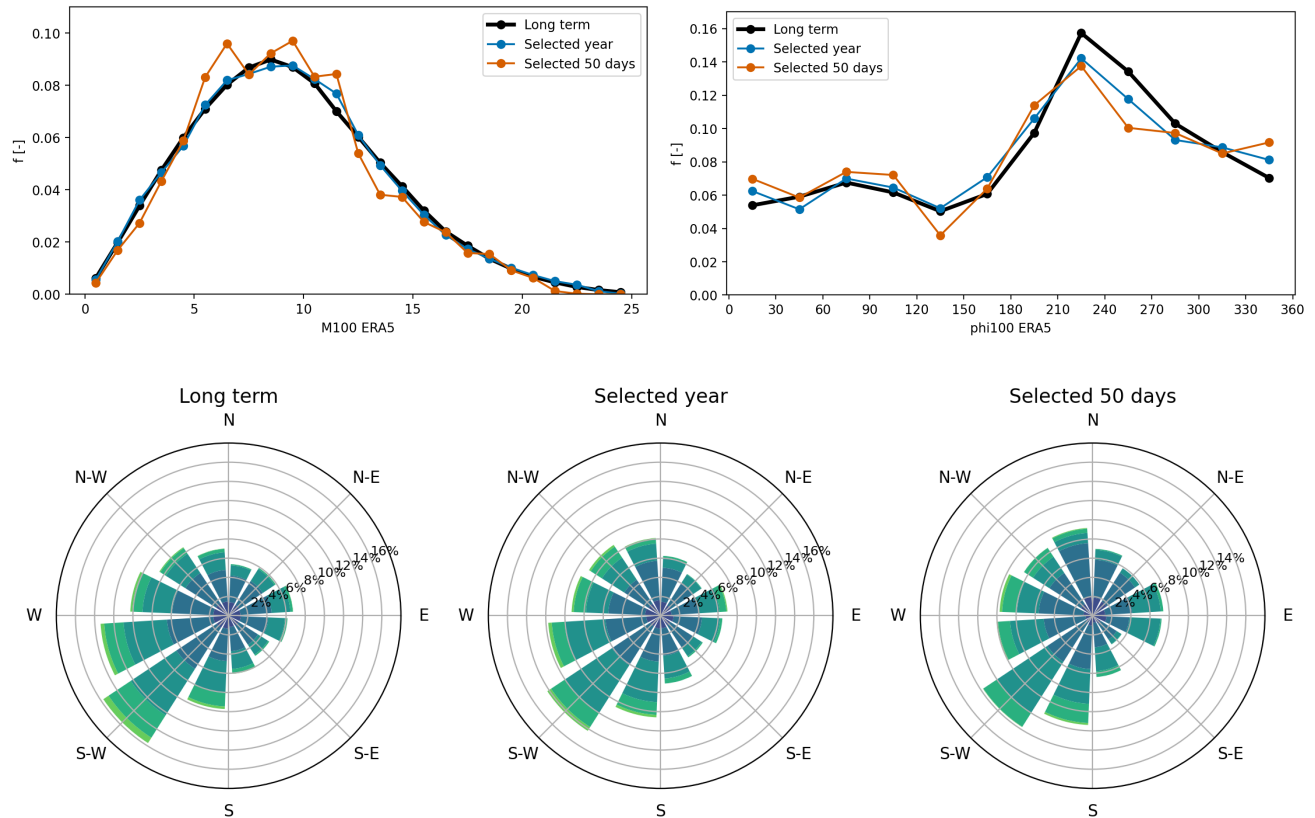 0.10
0.08
0.06
0.04
0.02
0.00
f [-]
0 5 10 15 20 25
M100 ERA5
Long term
Selected year
Selected 50 days
0.16
0.14
0.12
0.10
0.08
0.06
0.04
0.02
0.00
f [-]
0 30 60 90 120 150 180 210 240 270 300 330 360
phi100 ERA5
Long term
Selected year
Selected 50 days
Long term
N
N-W N-E
W E
S-W S-E
S
2% 4% 6% 8% 10% 12% 14% 16%
Selected year
N
N-W N-E
W E
S-W S-E
S
2% 4% 6% 8% 10% 12% 14% 16%
Selected 50 days
N
N-W N-E
W E
S-W S-E
S
2% 4% 6% 8% 10% 12% 14%